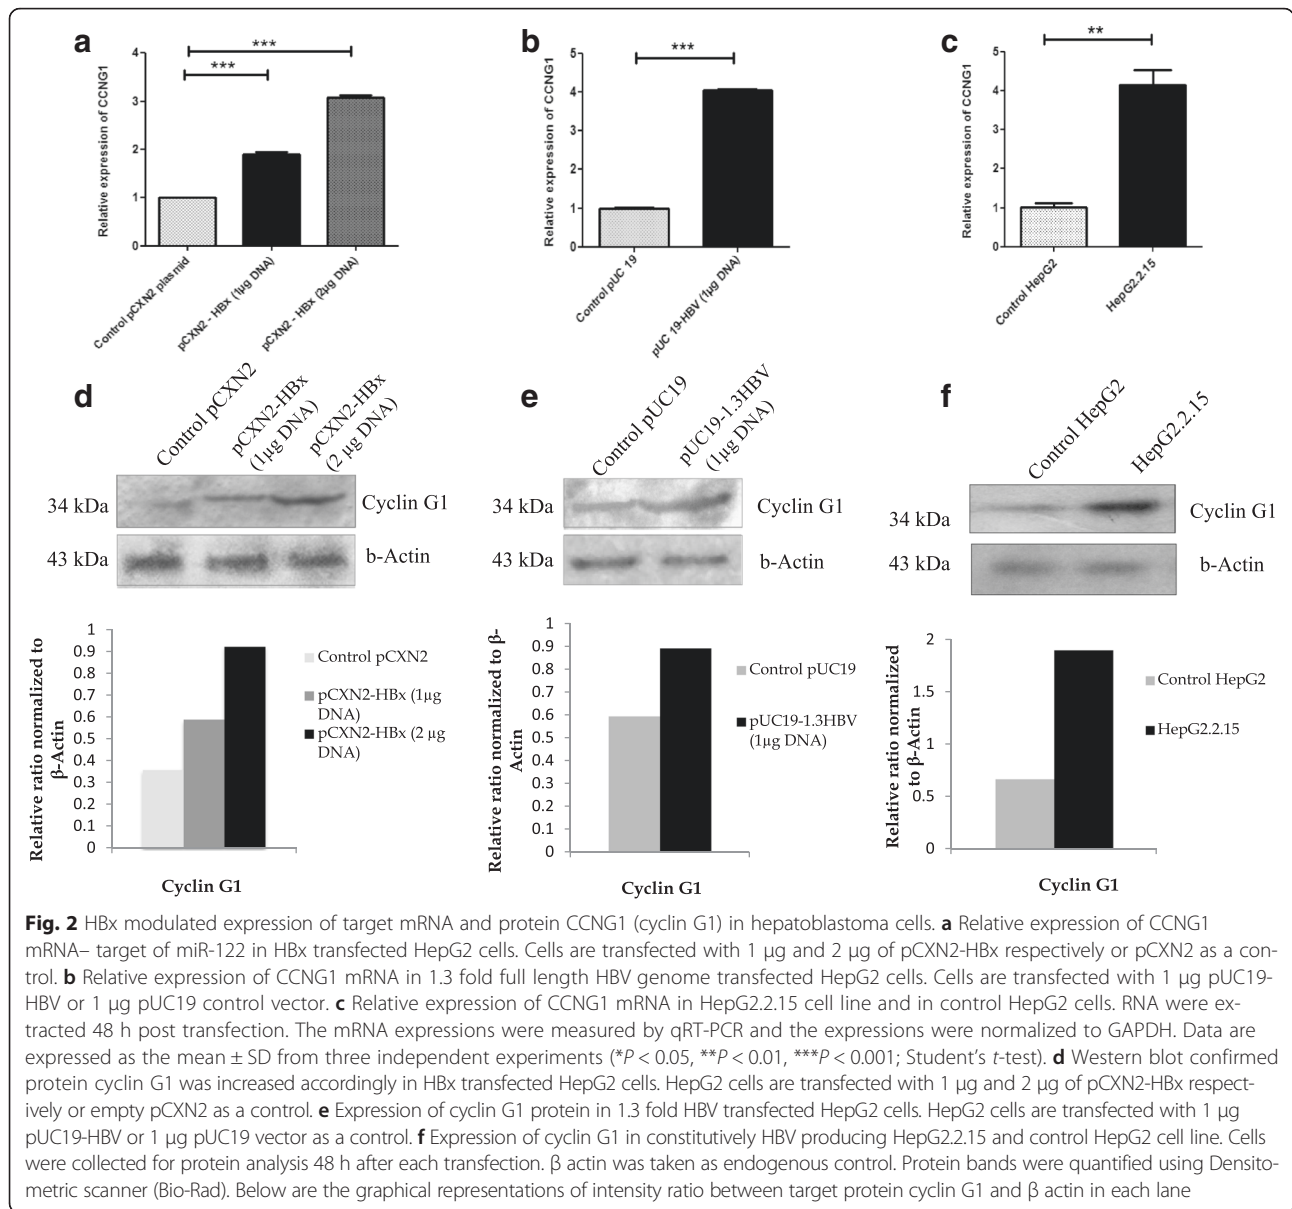 a
***
***
4
3
2
1
0
Relative expression of CCNG1
Control pCXN2 plasmid
pCXN2 - HBx (1µg DNA)
pCXN2 - HBx (2µg DNA)
b
***
5
4
3
2
1
0
Relative expression of CCNG1
Control pUC 19
pUC 19-HBV (1µg DNA)
c
**
5
4
3
2
1
0
Relative expression of CCNG1
Control HepG2
HepG2.2.15
d
Control pCXN2
pCXN2-HBx
(1µg DNA)
pCXN2-HBx
(2 µg DNA)
34 kDa
Cyclin G1
43 kDa
b-Actin
1
0.9
0.8
0.7
0.6
0.5
0.4
0.3
0.2
0.1
0
Relative ratio normalized to
β-Actin
Cyclin G1
Control pCXN2
pCXN2-HBx (1µg
DNA)
pCXN2-HBx (2 µg
DNA)
e
Control pUC19
pUC19-1.3HBV
(1µg DNA)
34 kDa
Cyclin G1
43 kDa
b-Actin
1
0.9
0.8
0.7
0.6
0.5
0.4
0.3
0.2
0.1
0
Relative ratio normalized to β-
Actin
Cyclin G1
Control pUC19
pUC19-1.3HBV
(1µg DNA)
f
Control HepG2
HepG2.2.15
34 kDa
Cyclin G1
43 kDa
b-Actin
2
1.5
1
0.5
0
Relative ratio normalized
to β-Actin
Cyclin G1
Control HepG2
HepG2.2.15
Fig. 2 HBx modulated expression of target mRNA and protein CCNG1 (cyclin G1) in hepatoblastoma cells. a Relative expression of CCNG1
mRNA– target of miR-122 in HBx transfected HepG2 cells. Cells are transfected with 1 µg and 2 µg of pCXN2-HBx respectively or pCXN2 as a con-
trol. b Relative expression of CCNG1 mRNA in 1.3 fold full length HBV genome transfected HepG2 cells. Cells are transfected with 1 µg pUC19-
HBV or 1 µg pUC19 control vector. c Relative expression of CCNG1 mRNA in HepG2.2.15 cell line and in control HepG2 cells. RNA were ex-
tracted 48 h post transfection. The mRNA expressions were measured by qRT-PCR and the expressions were normalized to GAPDH. Data are
expressed as the mean ± SD from three independent experiments (*P < 0.05, **P < 0.01, ***P < 0.001; Student's t-test). d Western blot confirmed
protein cyclin G1 was increased accordingly in HBx transfected HepG2 cells. HepG2 cells are transfected with 1 µg and 2 µg of pCXN2-HBx respect-
ively or empty pCXN2 as a control. e Expression of cyclin G1 protein in 1.3 fold HBV transfected HepG2 cells. HepG2 cells are transfected with 1 µg
pUC19-HBV or 1 µg pUC19 vector as a control. f Expression of cyclin G1 in constitutively HBV producing HepG2.2.15 and control HepG2 cell line. Cells
were collected for protein analysis 48 h after each transfection. β actin was taken as endogenous control. Protein bands were quantified using Densito-
metric scanner (Bio-Rad). Below are the graphical representations of intensity ratio between target protein cyclin G1 and β actin in each lane